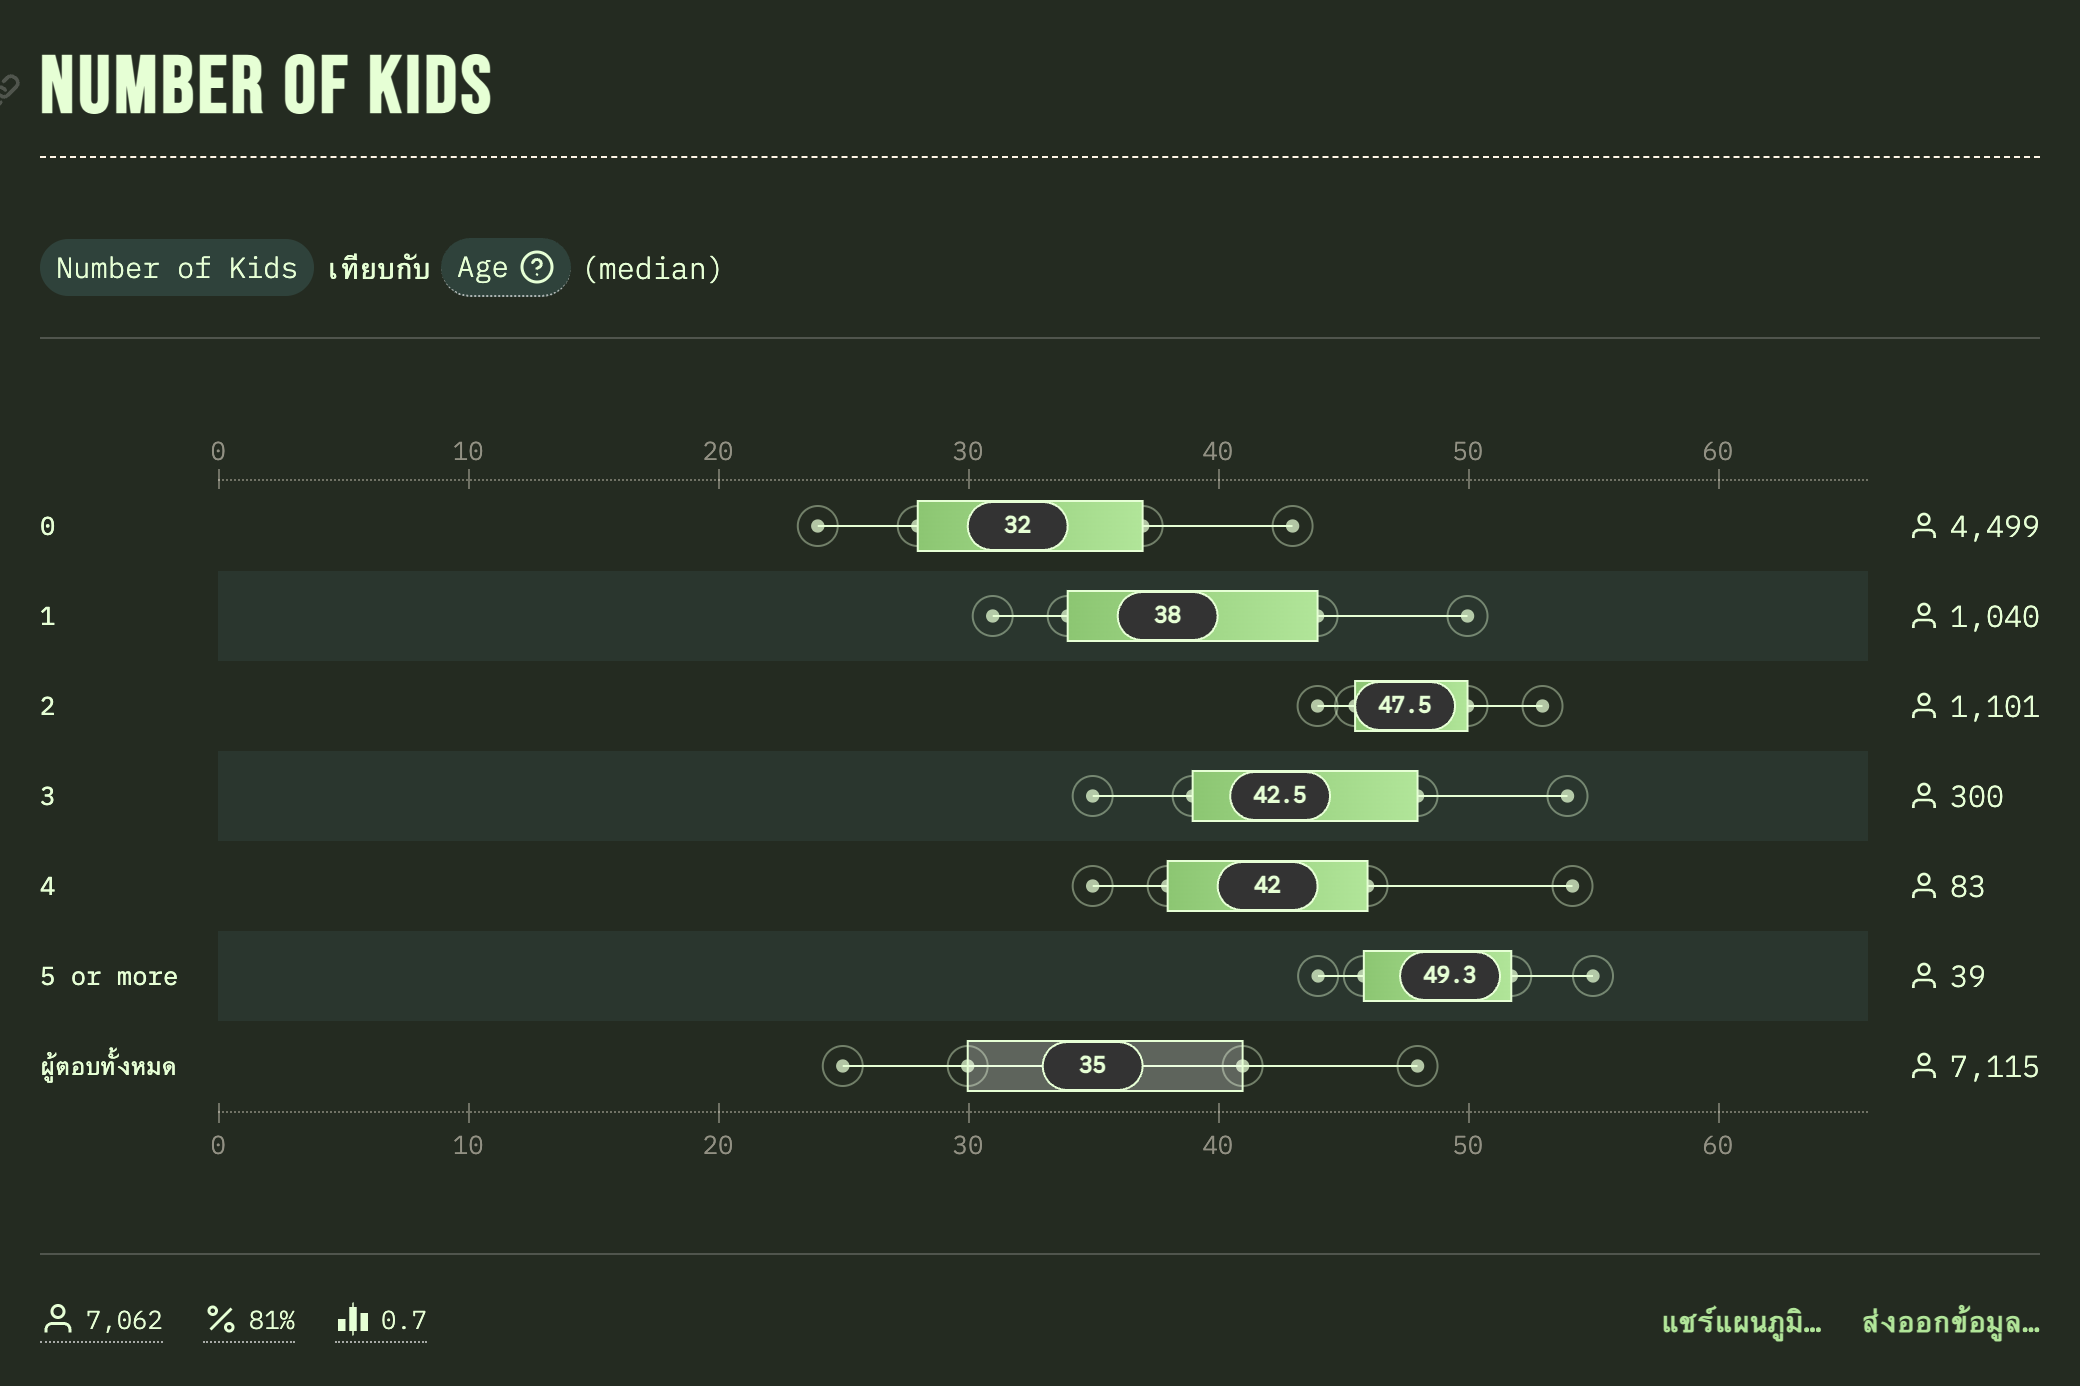 NUMBER OF KIDS
Number of Kids เทียบกับ Age ? (median)
0 10 20 30 40 50 60
0 32 4,499
1 38 1,040
2 47.5 1,101
3 42.5 300
4 42 83
5 or more 49.3 39
ผู้ตอบทั้งหมด 35 7,115
0 10 20 30 40 50 60
7,062 % 81% 0.7 แชร์แผนภูมิ… ส่งออกข้อมูล…